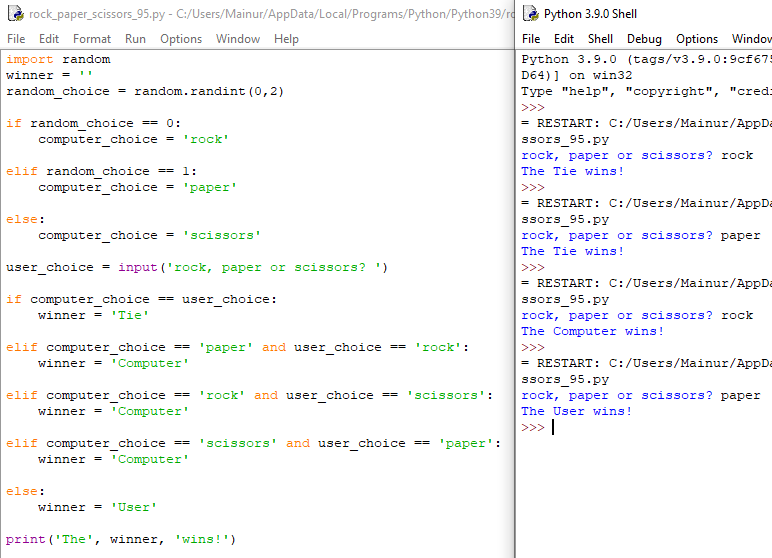 rock_paper_scissors_95.py - C:/Users/Mainur/AppData/Local/Programs/Python/Python39/ro
File Edit Format Run Options Window Help
import random
winner = ''
random_choice = random.randint(0,2)
if random_choice == 0:
    computer_choice = 'rock'
elif random_choice == 1:
    computer_choice = 'paper'
else:
    computer_choice = 'scissors'
user_choice = input('rock, paper or scissors? ')
if computer_choice == user_choice:
    winner = 'Tie'
elif computer_choice == 'paper' and user_choice == 'rock':
    winner = 'Computer'
elif computer_choice == 'rock' and user_choice == 'scissors':
    winner = 'Computer'
elif computer_choice == 'scissors' and user_choice == 'paper':
    winner = 'Computer'
else:
    winner = 'User'
print('The', winner, 'wins!')
Python 3.9.0 Shell
File Edit Shell Debug Options Window
Python 3.9.0 (tags/v3.9.0:9cf675
D64)] on win32
Type "help", "copyright", "credi
>>>
= RESTART: C:/Users/Mainur/AppDa
ssors_95.py
rock, paper or scissors? rock
The Tie wins!
>>>
= RESTART: C:/Users/Mainur/AppDa
ssors_95.py
rock, paper or scissors? paper
The Tie wins!
>>>
= RESTART: C:/Users/Mainur/AppDa
ssors_95.py
rock, paper or scissors? rock
The Computer wins!
>>>
= RESTART: C:/Users/Mainur/AppDa
ssors_95.py
rock, paper or scissors? paper
The User wins!
>>>